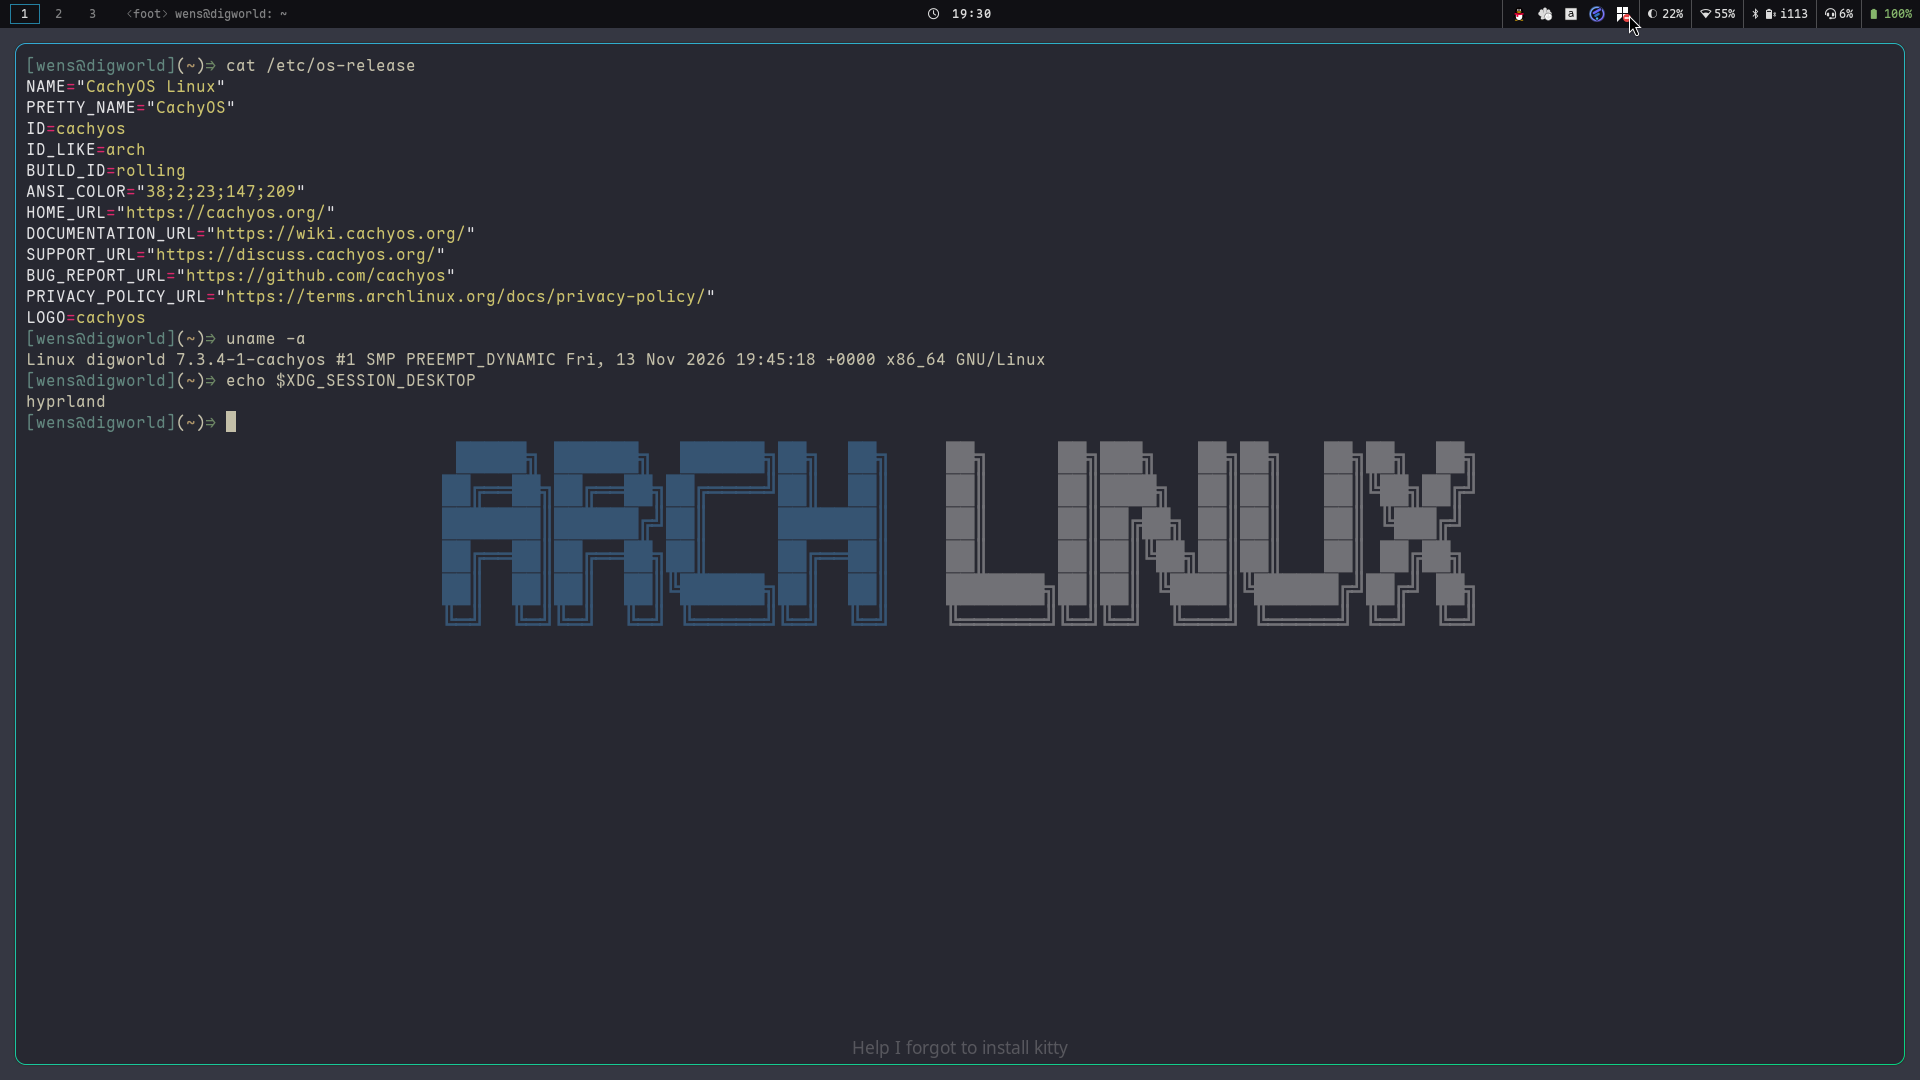 1 2 3 <foot> wens@digworld: ~ 19:30 a 22% 55% i113 6% 100%
[wens@digworld](~)⇒ cat /etc/os-release
NAME="CachyOS Linux"
PRETTY_NAME="CachyOS"
ID=cachyos
ID_LIKE=arch
BUILD_ID=rolling
ANSI_COLOR="38;2;23;147;209"
HOME_URL="https://cachyos.org/"
DOCUMENTATION_URL="https://wiki.cachyos.org/"
SUPPORT_URL="https://discuss.cachyos.org/"
BUG_REPORT_URL="https://github.com/cachyos"
PRIVACY_POLICY_URL="https://terms.archlinux.org/docs/privacy-policy/"
LOGO=cachyos
[wens@digworld](~)⇒ uname -a
Linux digworld 7.3.4-1-cachyos #1 SMP PREEMPT_DYNAMIC Fri, 13 Nov 2026 19:45:18 +0000 x86_64 GNU/Linux
[wens@digworld](~)⇒ echo $XDG_SESSION_DESKTOP
hyprland
[wens@digworld](~)⇒
ARCH LINUX
Help I forgot to install kitty